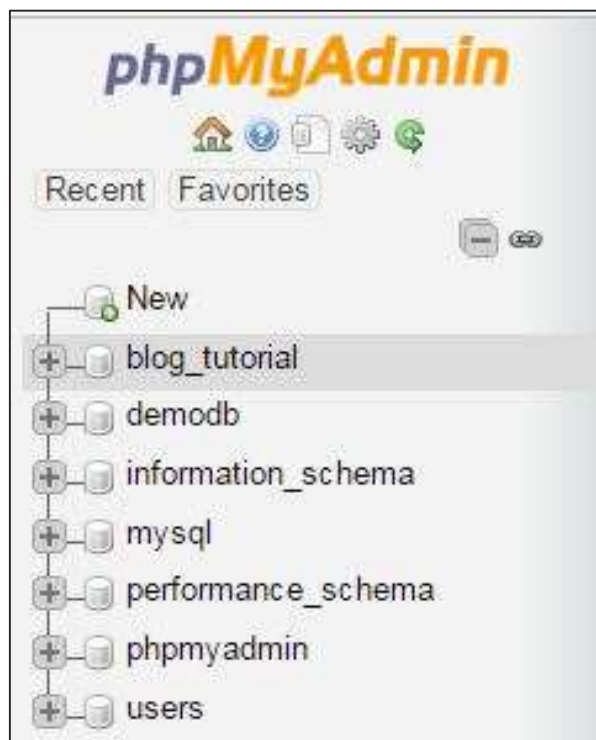 phpMyAdmin
Recent Favorites
New
blog_tutorial
demodb
information_schema
mysql
performance_schema
phpmyadmin
users